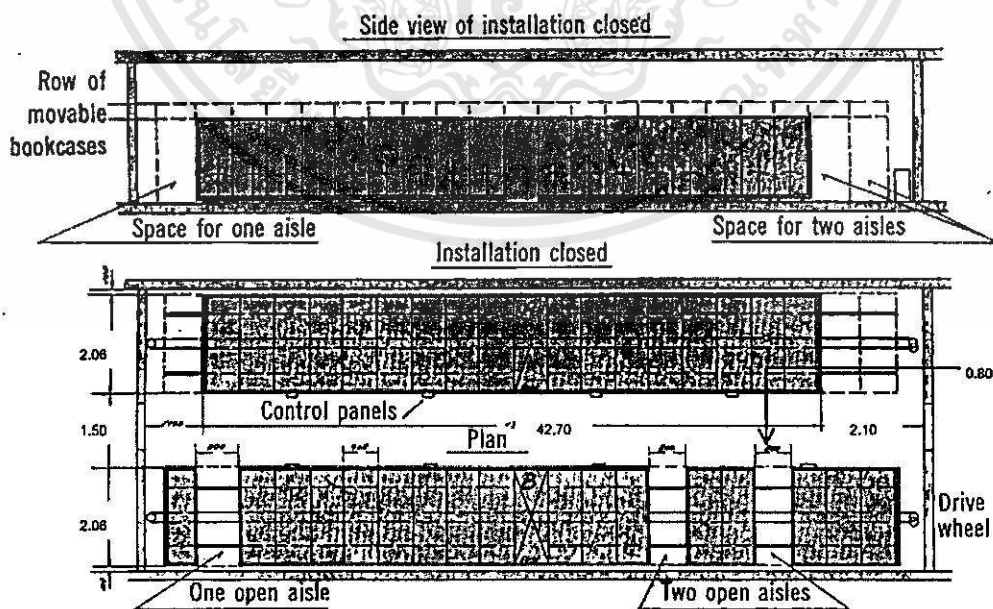 Side view of installation closed
Row of
movable
bookcases
Space for one aisle
Space for two aisles
Installation closed
2.06
0.80
Control panels
1.50
Plan
42.70
2.10
B
2.06
Drive
wheel
One open aisle
Two open aisles